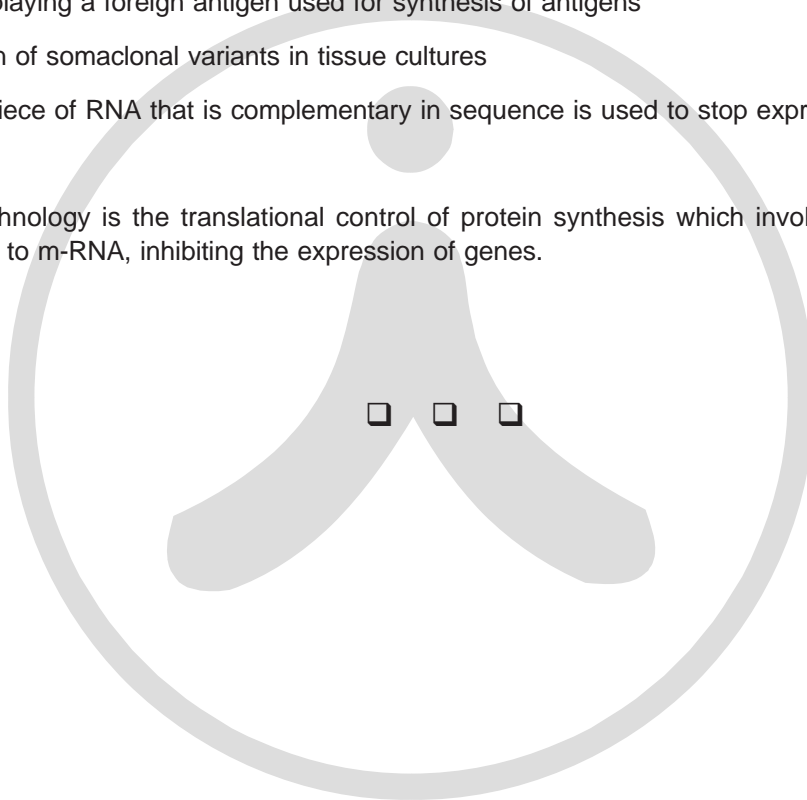 playing a foreign antigen used for synthesis of antigens
n of somaclonal variants in tissue cultures
iece of RNA that is complementary in sequence is used to stop expr
hnology is the translational control of protein synthesis which invol
to m-RNA, inhibiting the expression of genes.
❑ ❑ ❑